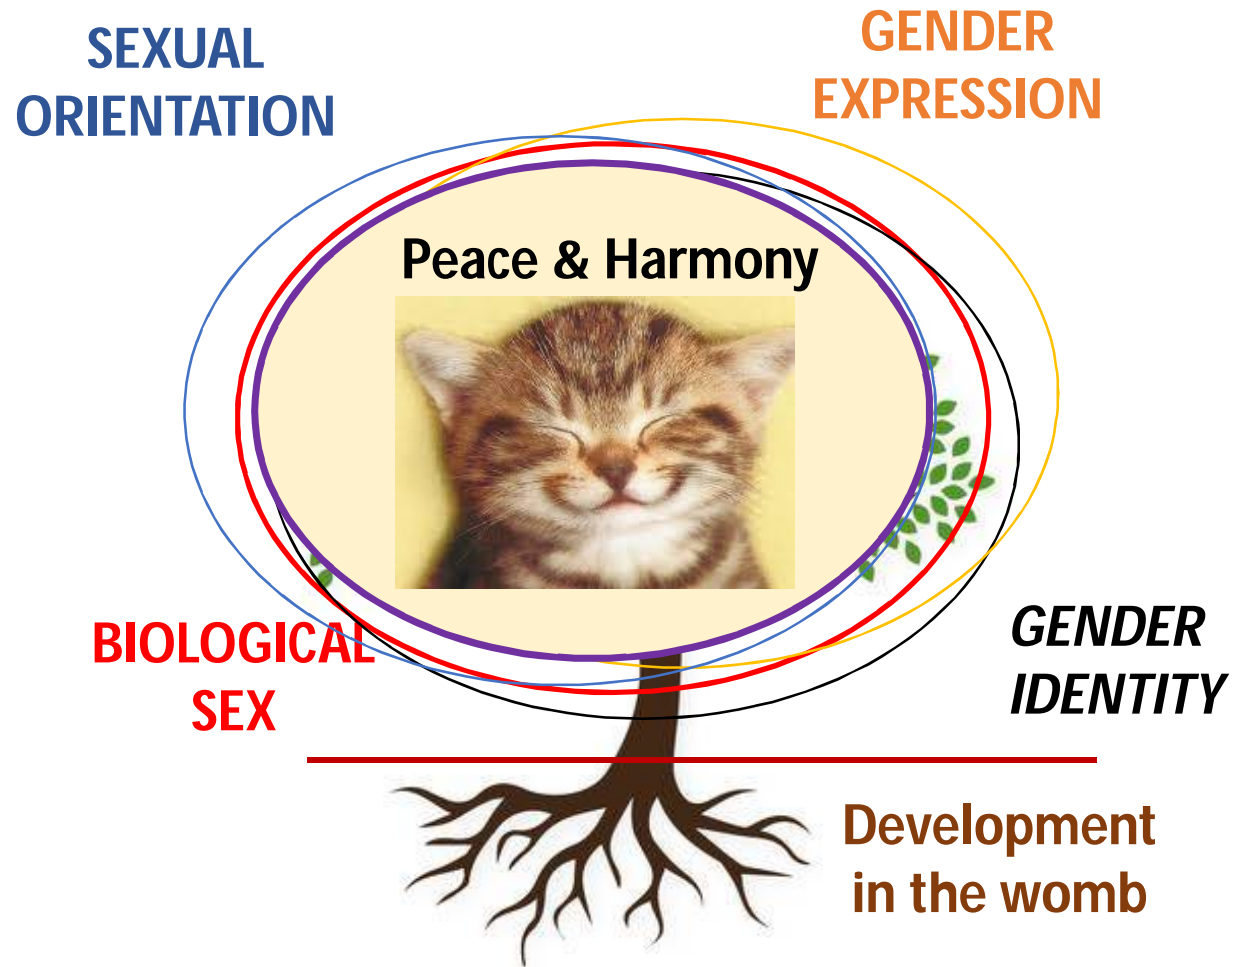 SEXUAL
ORIENTATION
GENDER
EXPRESSION
Peace & Harmony
BIOLOGICAL
SEX
GENDER
IDENTITY
Development
in the womb